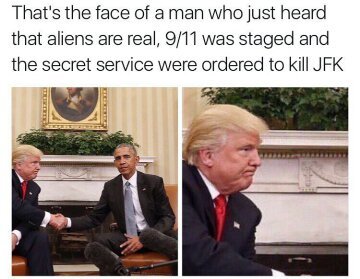 That's the face of a man who just heard
that aliens are real, 9/11 was staged and
the secret service were ordered to kill JFK